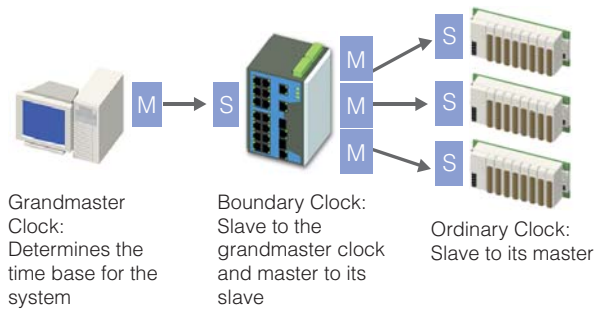 M
S
M
M
M
S
S
S
Grandmaster
Clock:
Determines the
time base for the
system
Boundary Clock:
Slave to the
grandmaster clock
and master to its
slave
Ordinary Clock:
Slave to its master